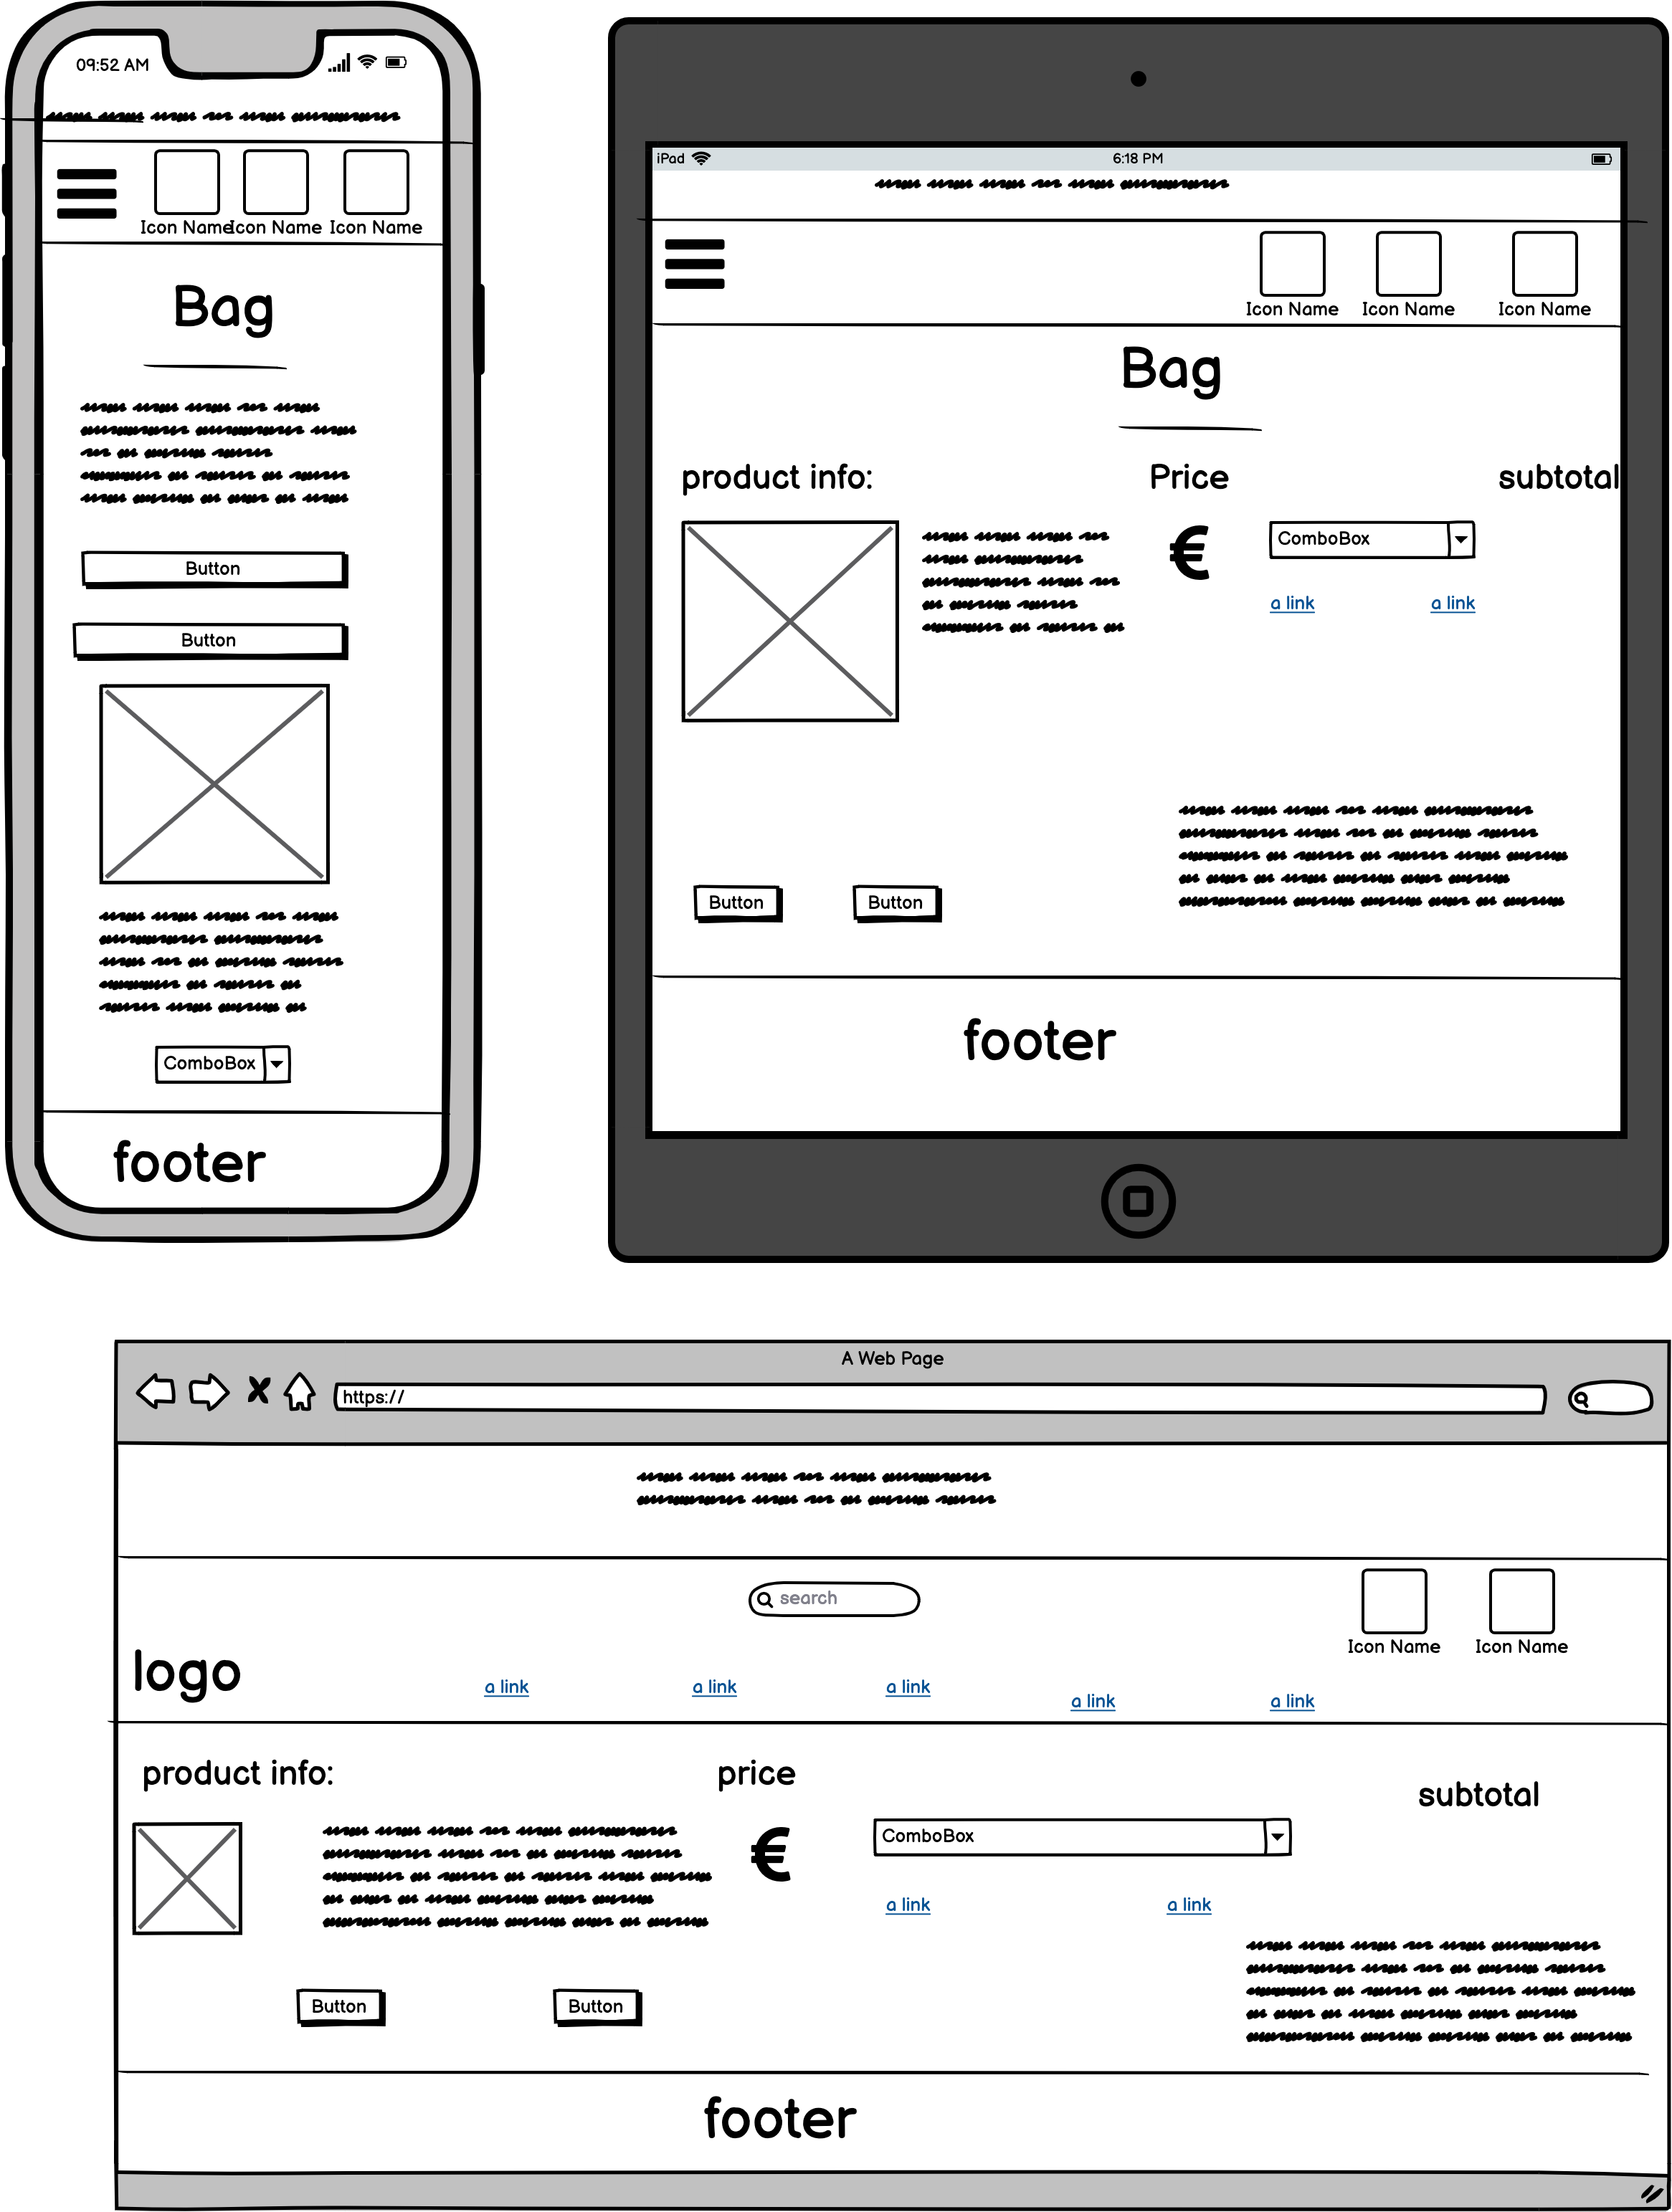 09:52 AM
Icon Name Icon Name Icon Name
Bag
Button
Button
ComboBox
footer
iPad 6:18 PM
Icon Name Icon Name Icon Name
Bag
product info: Price subtotal
€ ComboBox
a link a link
Button Button
footer
A Web Page
https://
search
Icon Name Icon Name
logo
a link a link a link a link a link
product info: price subtotal
€ ComboBox
a link a link
Button Button
footer